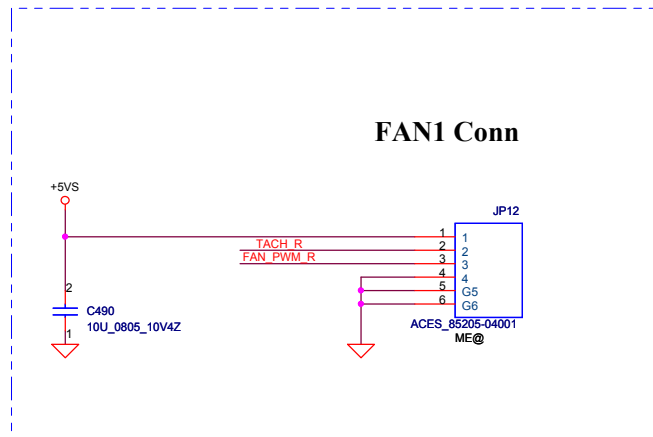 FAN1 Conn
+5VS
JP12
1 1
TACH_R 2 2
FAN_PWM_R 3 3
4 4
5 G5
6 G6
2
C490
10U_0805_10V4Z
1
ACES_85205-04001
ME@